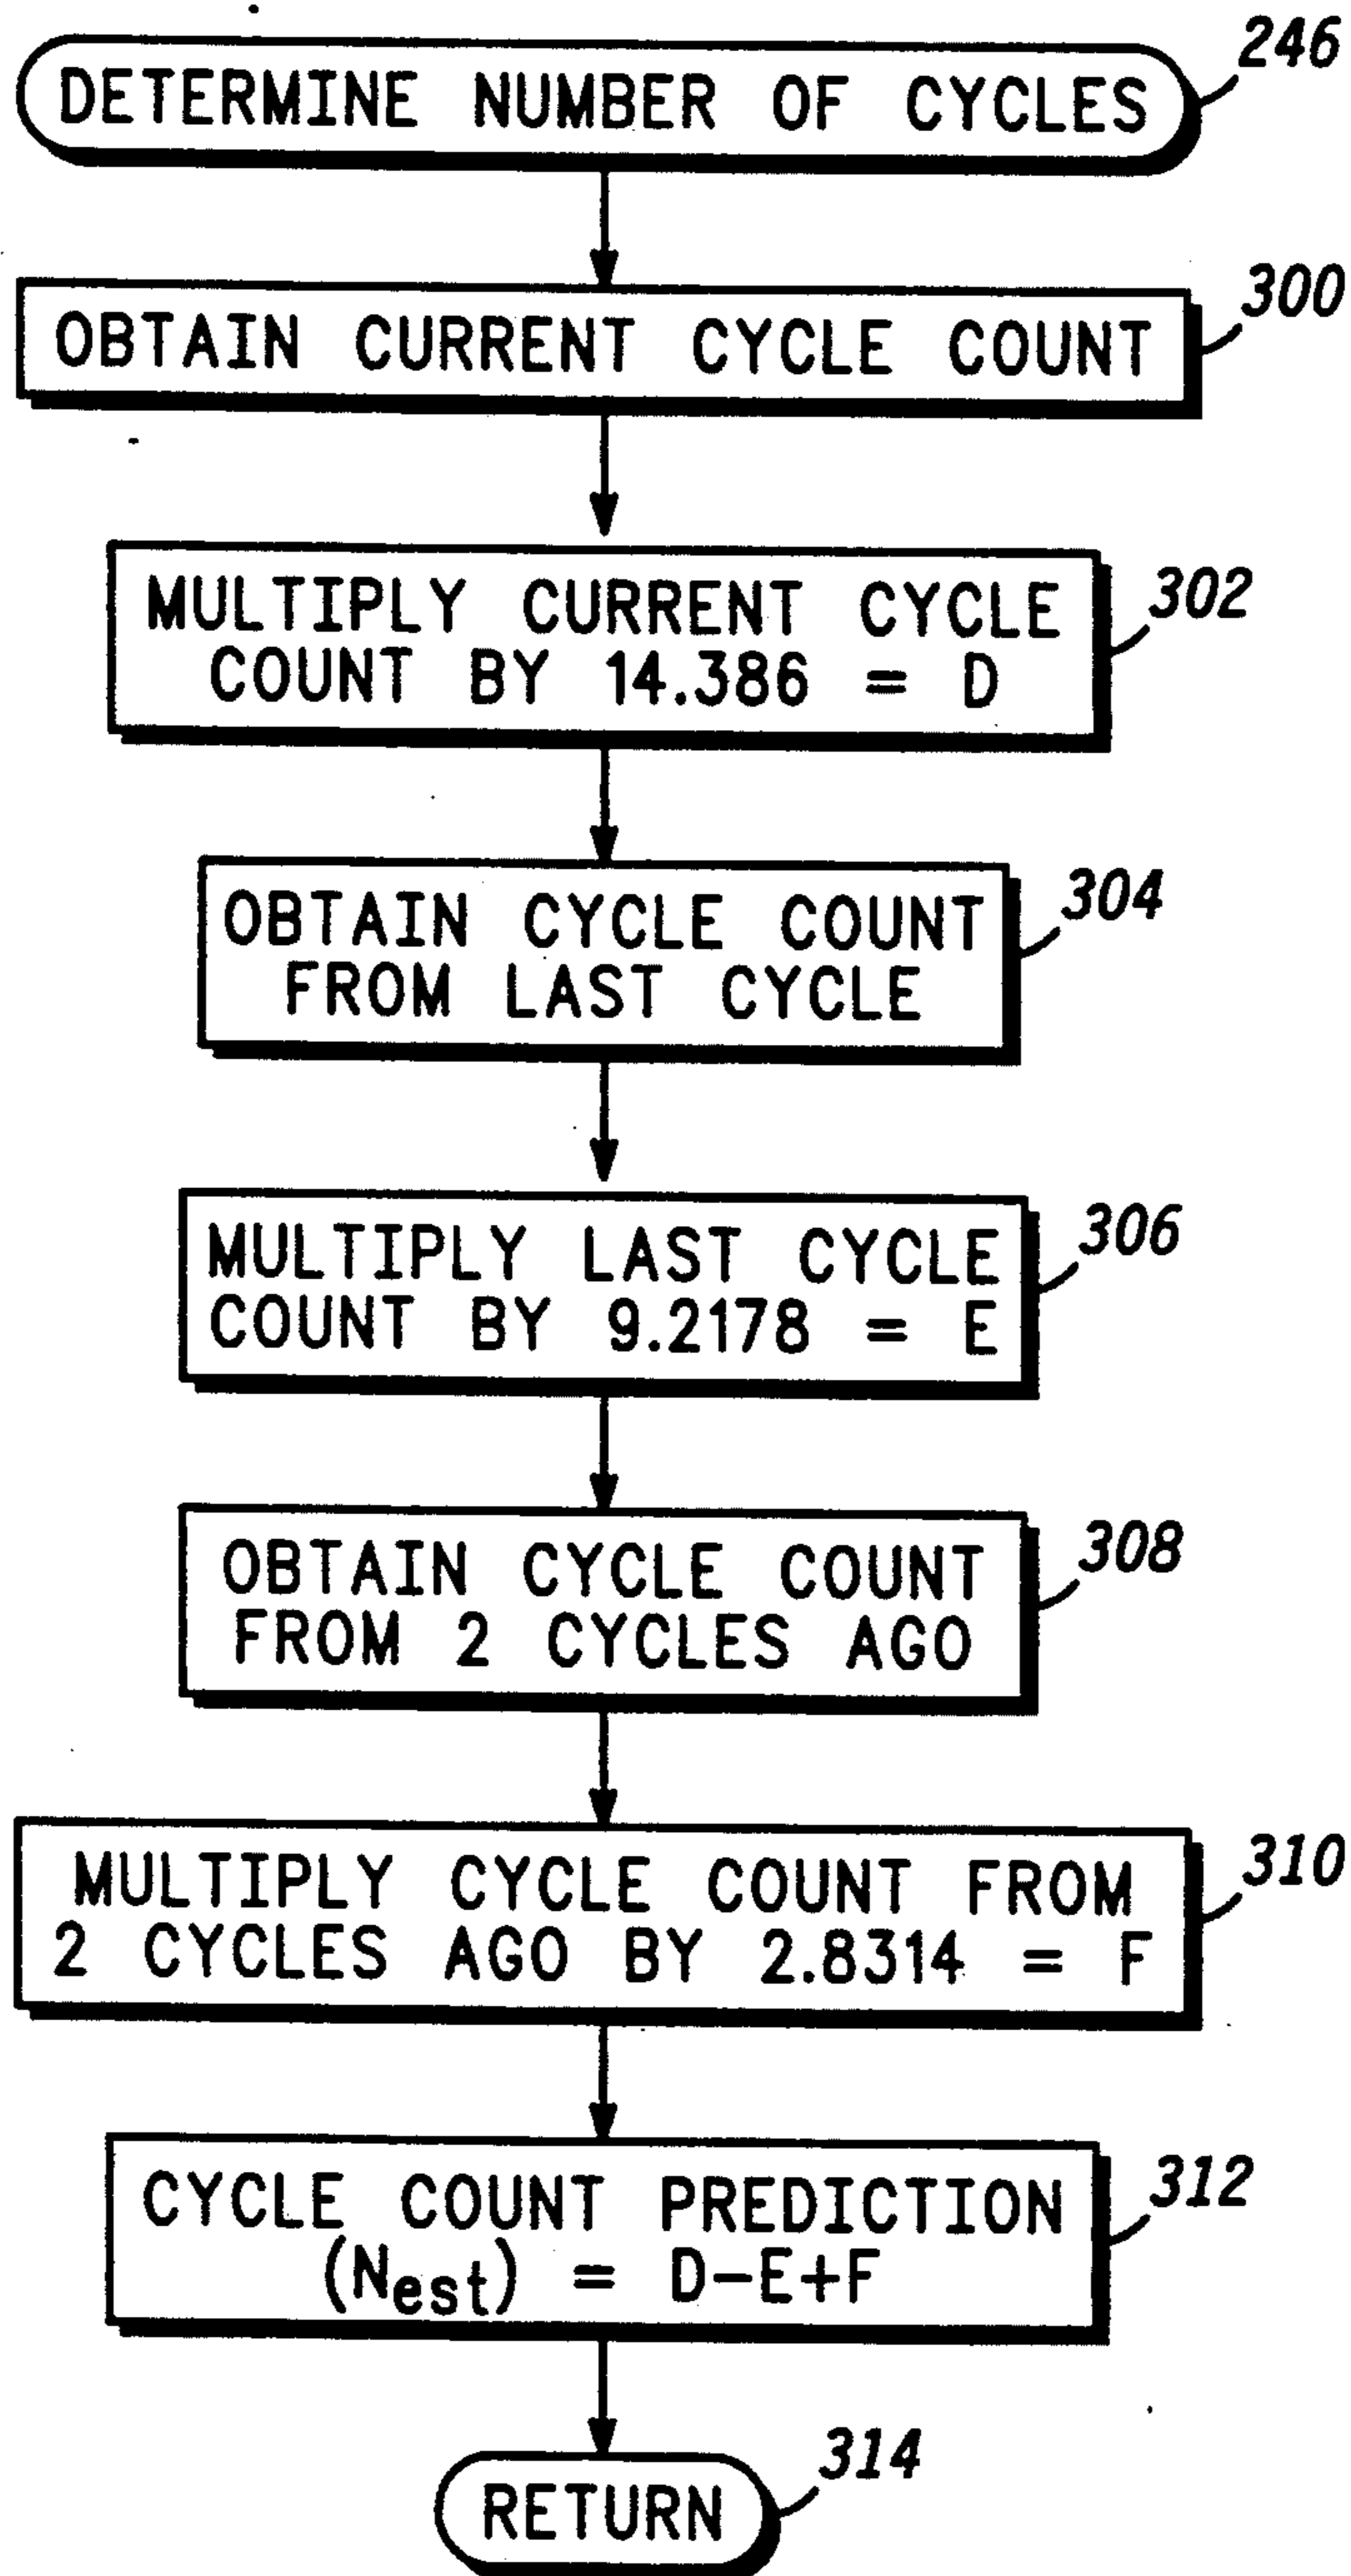 246
DETERMINE NUMBER OF CYCLES
300
OBTAIN CURRENT CYCLE COUNT
302
MULTIPLY CURRENT CYCLE
COUNT BY 14.386 = D
304
OBTAIN CYCLE COUNT
FROM LAST CYCLE
306
MULTIPLY LAST CYCLE
COUNT BY 9.2178 = E
308
OBTAIN CYCLE COUNT
FROM 2 CYCLES AGO
310
MULTIPLY CYCLE COUNT FROM
2 CYCLES AGO BY 2.8314 = F
312
CYCLE COUNT PREDICTION
(Nest) = D-E+F
314
RETURN